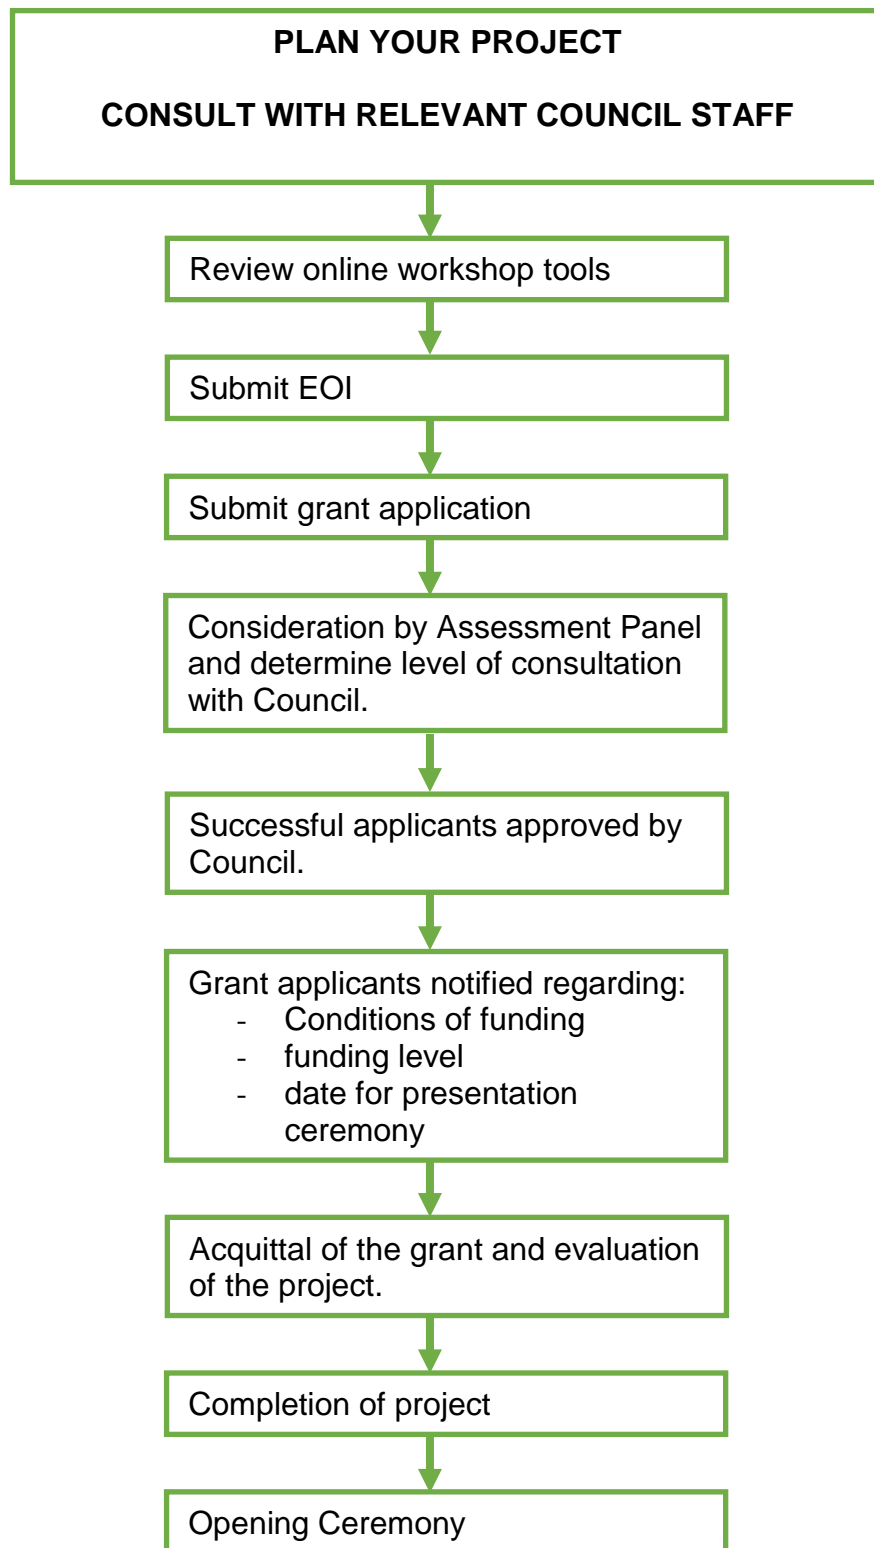 PLAN YOUR PROJECT
CONSULT WITH RELEVANT COUNCIL STAFF
Review online workshop tools
Submit EOI
Submit grant application
Consideration by Assessment Panel
and determine level of consultation
with Council.
Successful applicants approved by
Council.
Grant applicants notified regarding:
- Conditions of funding
- funding level
- date for presentation
ceremony
Acquittal of the grant and evaluation
of the project.
Completion of project
Opening Ceremony